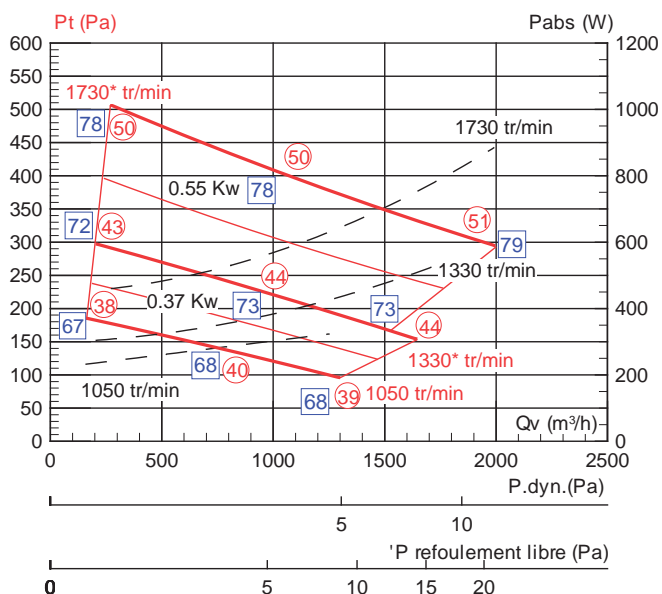 Pt (Pa) Pabs (W)
600 1200
550
500 1000
450
400 800
350
300 600
250
200 400
150
100 200
50
0 0
1730* tr/min
78 50
1730 tr/min
50
0.55 Kw 78
51
72 43
79
44
1330 tr/min
38 0.37 Kw 73 73
67 44
68 40
1330* tr/min
1050 tr/min 68 39 1050 tr/min
Qv (m³/h)
0 500 1000 1500 2000 2500
P.dyn.(Pa)
5 10
'P refoulement libre (Pa)
0 5 10 15 20